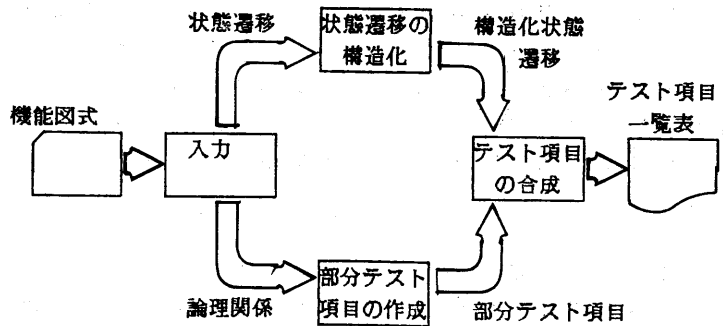 状態遷移
状態遷移の
構造化
構造化状態
遷移
機能図式
入力
テスト項目
の合成
テスト項目
一覧表
論理関係
部分テスト
項目の作成
部分テスト項目